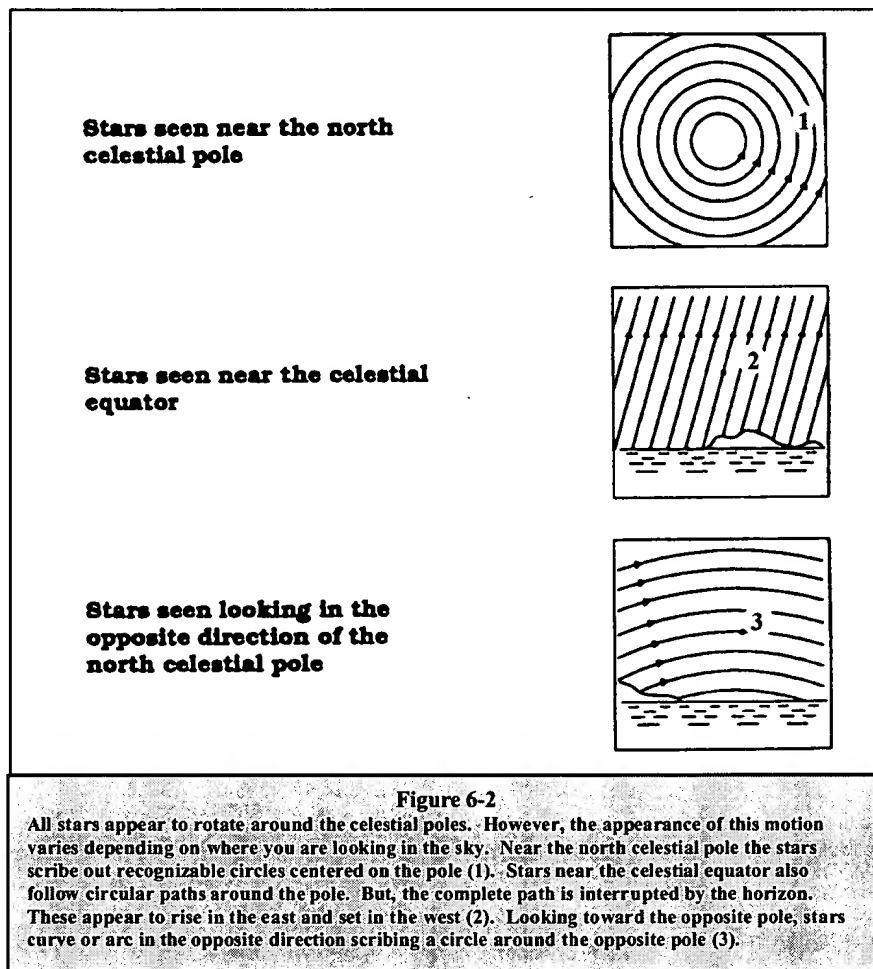 Stars seen near the north
celestial pole
1
Stars seen near the celestial
equator
2
Stars seen looking in the
opposite direction of the
north celestial pole
3
Figure 6-2
All stars appear to rotate around the celestial poles. However, the appearance of this motion
varies depending on where you are looking in the sky. Near the north celestial pole the stars
scribe out recognizable circles centered on the pole (1). Stars near the celestial equator also
follow circular paths around the pole. But, the complete path is interrupted by the horizon.
These appear to rise in the east and set in the west (2). Looking toward the opposite pole, stars
curve or arc in the opposite direction scribing a circle around the opposite pole (3).